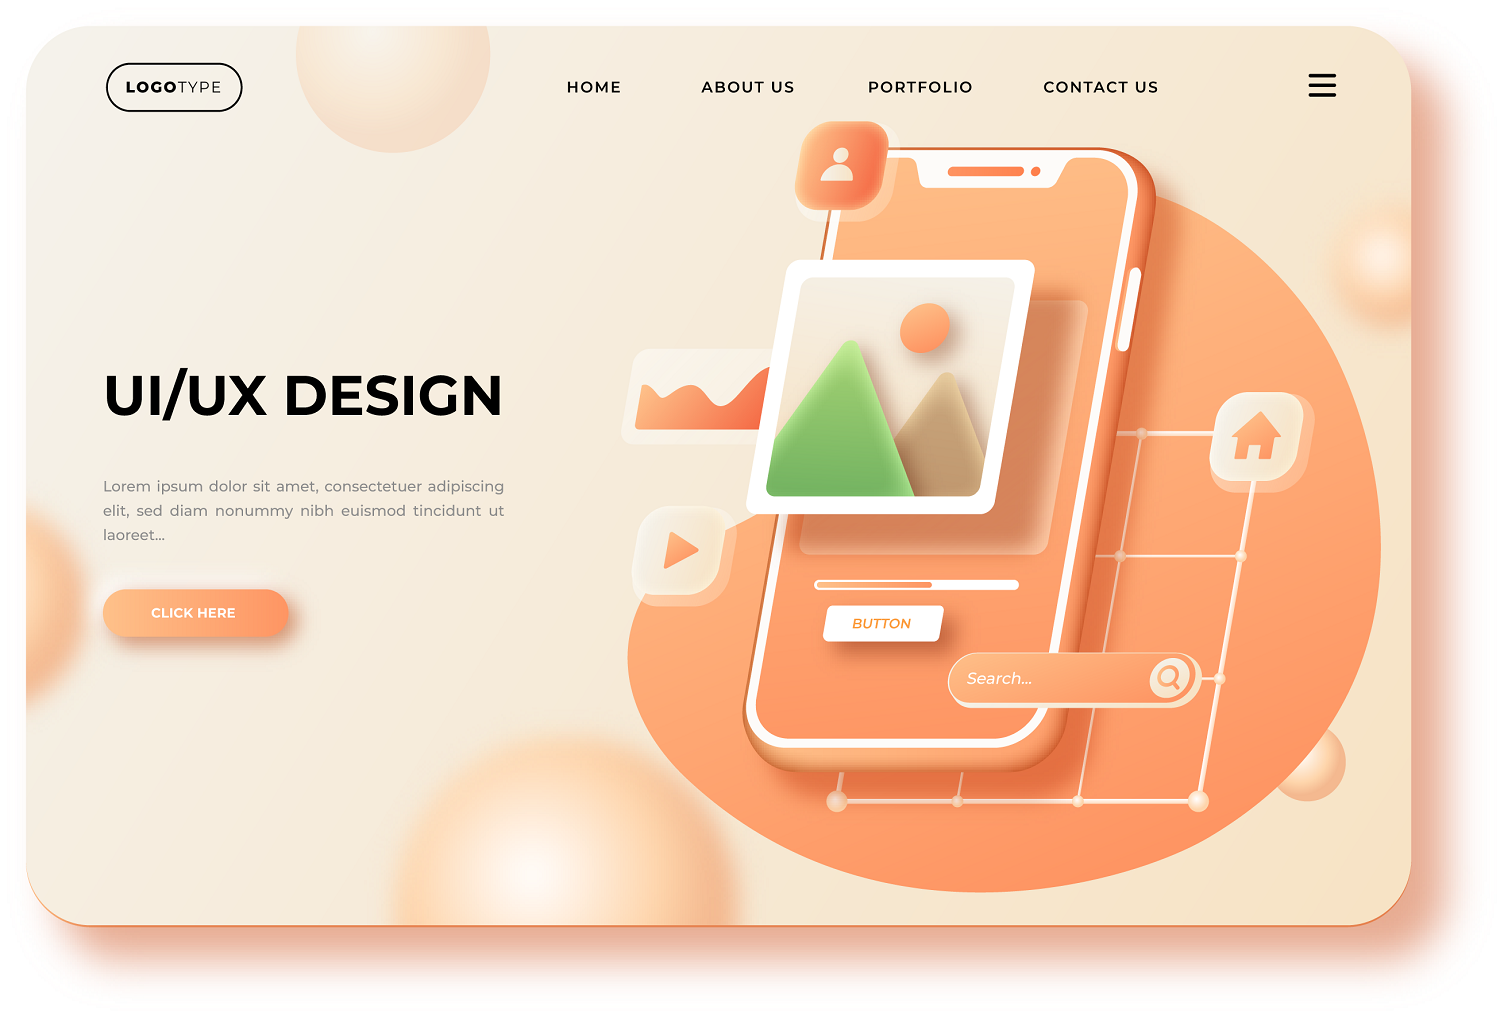 LOGOTYPE
HOME
ABOUT US
PORTFOLIO
CONTACT US
UI/UX DESIGN
Lorem ipsum dolor sit amet, consectetuer adipiscing
elit, sed diam nonummy nibh euismod tincidunt ut
laoreet...
CLICK HERE
BUTTON
Search...